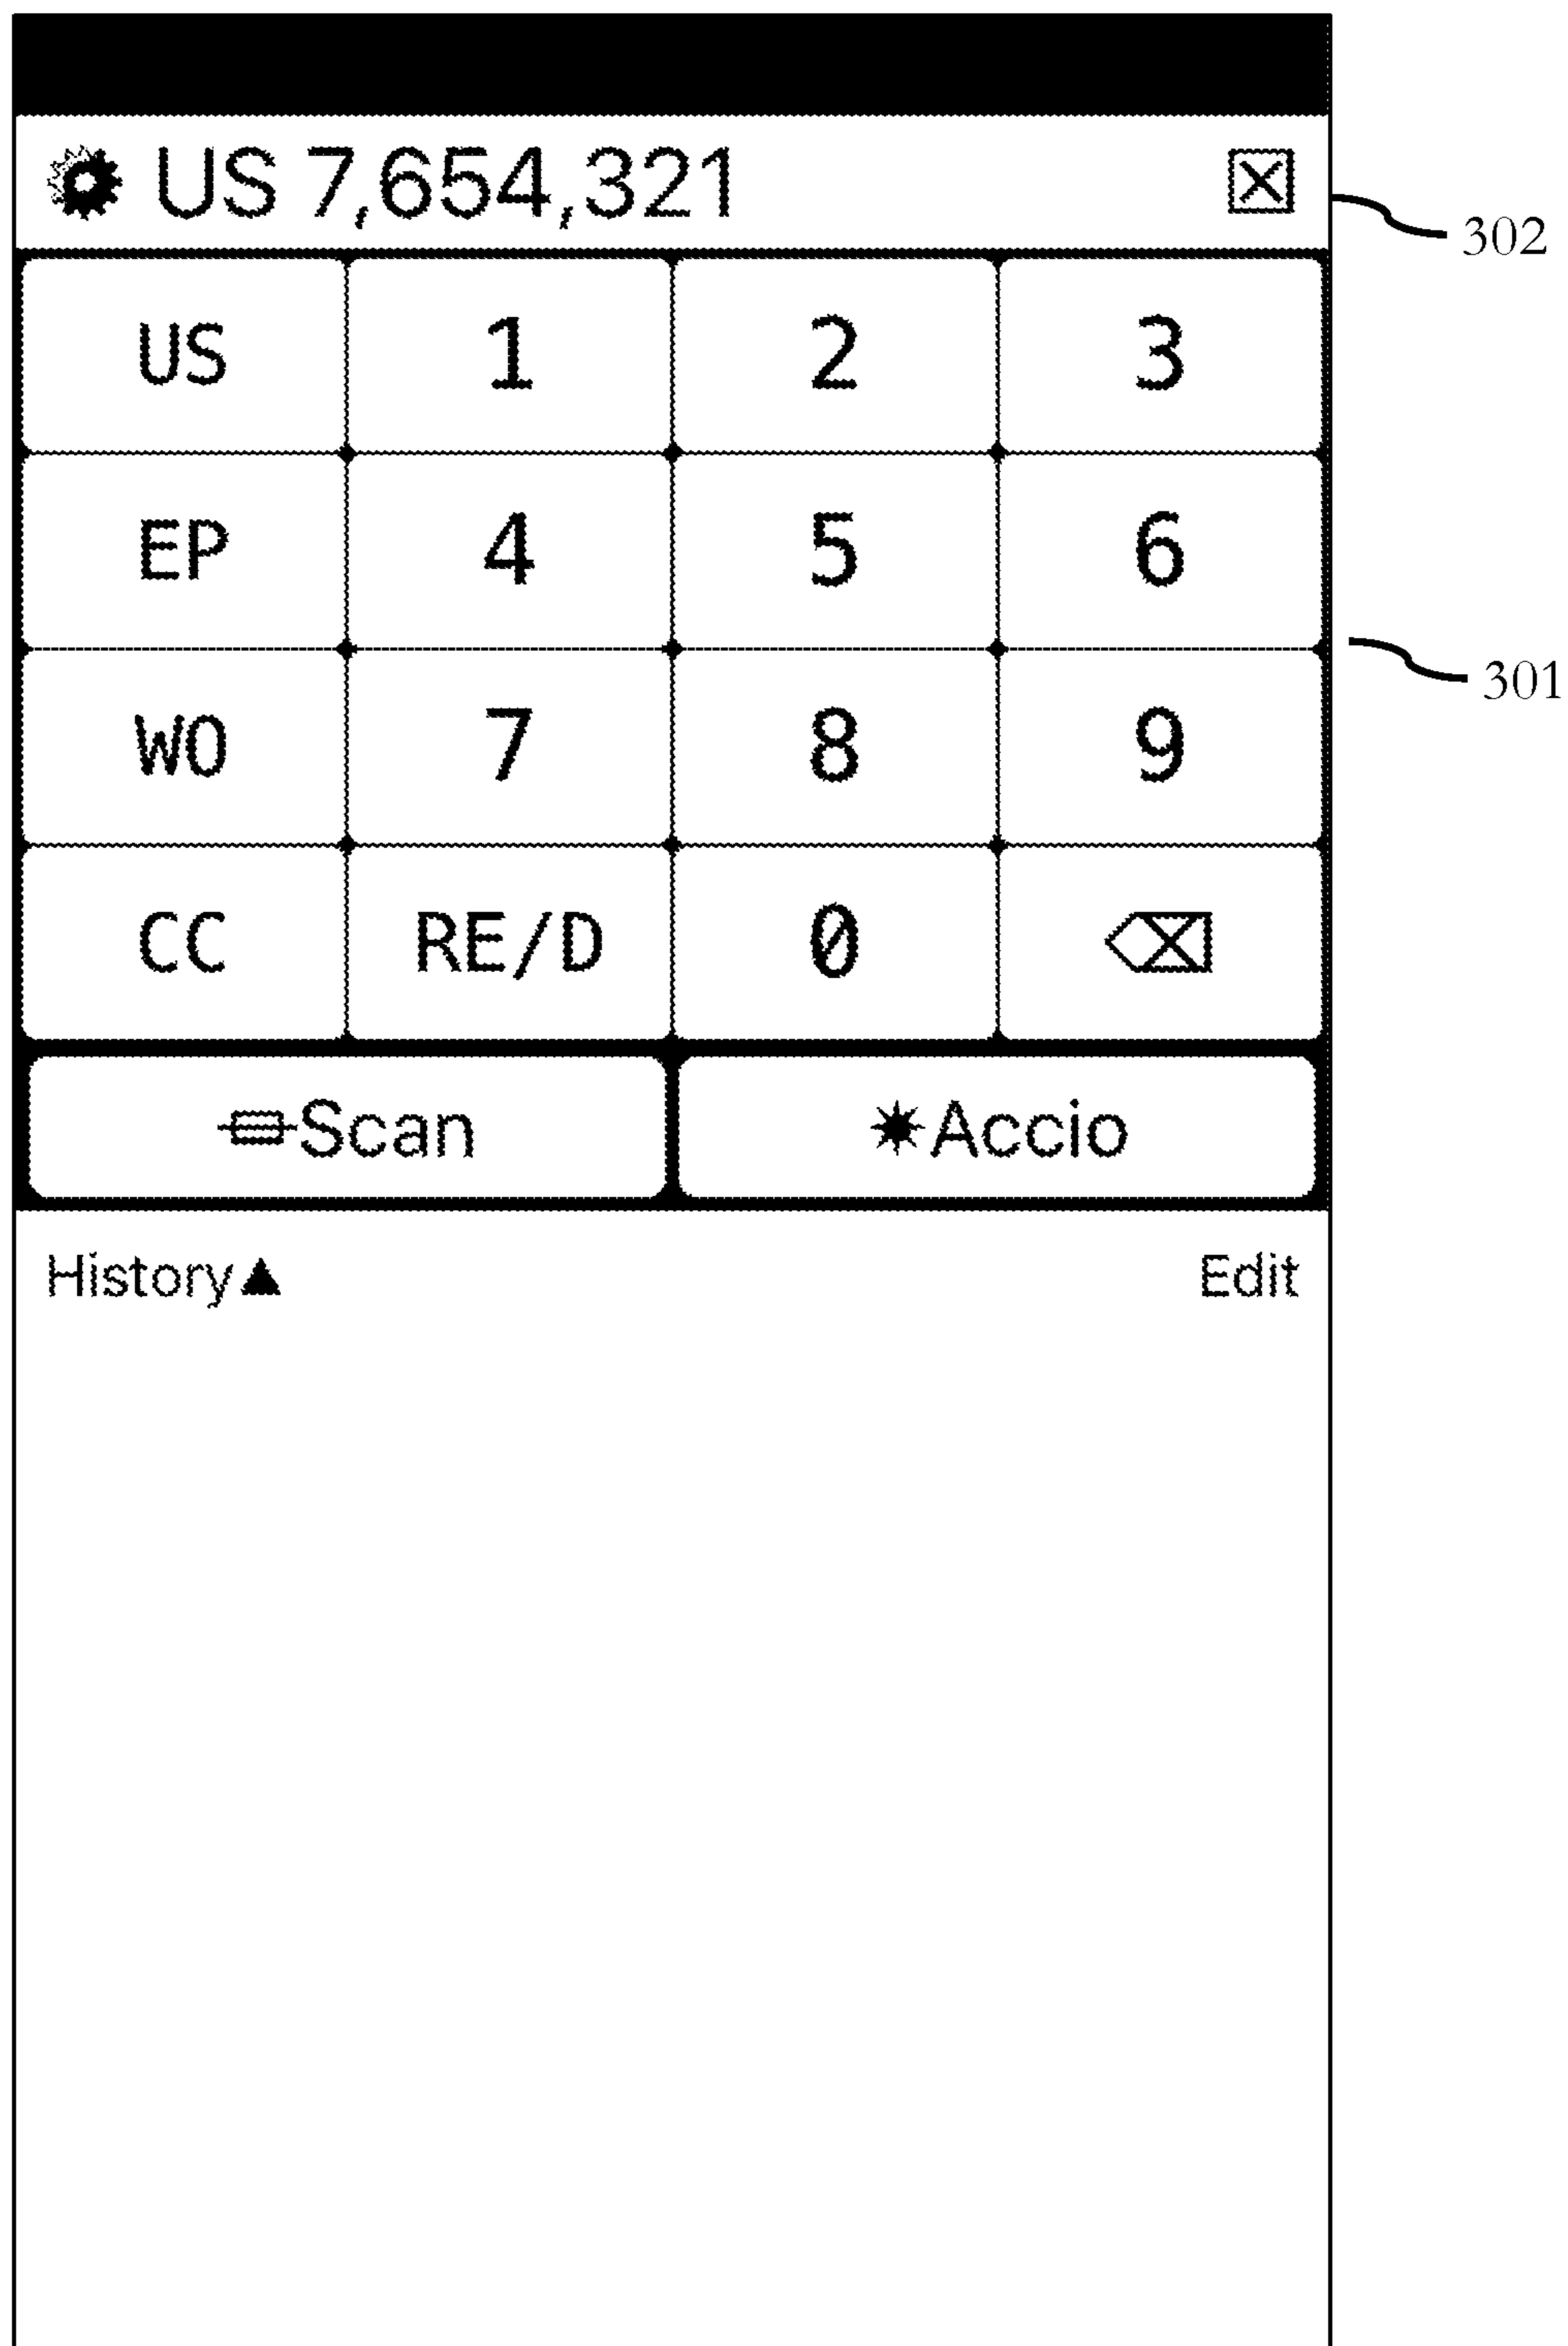 US 7,654,321
302
US 1 2 3
EP 4 5 6
301
WO 7 8 9
CC RE/D 0
Scan Accio
History Edit